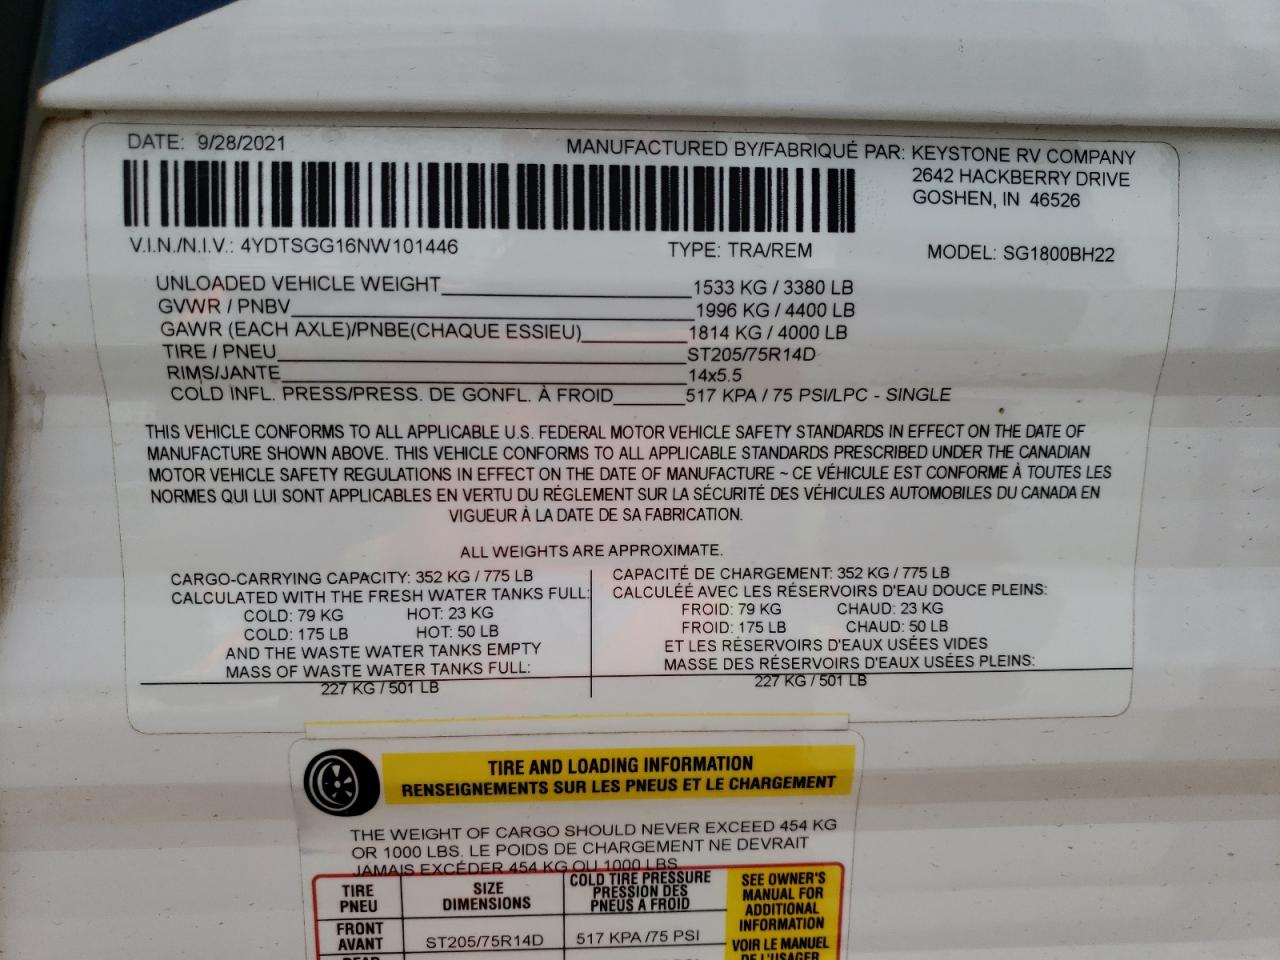 DATE: 9/28/2021
MANUFACTURED BY/FABRIQUÉ PAR: KEYSTONE RV COMPANY
2642 HACKBERRY DRIVE
GOSHEN, IN 46526
V.I.N./N.I.V.: 4YDTSGG16NW101446
TYPE: TRA/REM
MODEL: SG1800BH22
UNLOADED VEHICLE WEIGHT 1533 KG / 3380 LB
GVWR / PNBV 1996 KG / 4400 LB
GAWR (EACH AXLE)/PNBE(CHAQUE ESSIEU) 1814 KG / 4000 LB
TIRE / PNEU ST205/75R14D
RIMS/JANTE 14x5.5
COLD INFL. PRESS/PRESS. DE GONFL. À FROID 517 KPA / 75 PSI/LPC - SINGLE
THIS VEHICLE CONFORMS TO ALL APPLICABLE U.S. FEDERAL MOTOR VEHICLE SAFETY STANDARDS IN EFFECT ON THE DATE OF
MANUFACTURE SHOWN ABOVE. THIS VEHICLE CONFORMS TO ALL APPLICABLE STANDARDS PRESCRIBED UNDER THE CANADIAN
MOTOR VEHICLE SAFETY REGULATIONS IN EFFECT ON THE DATE OF MANUFACTURE ~ CE VÉHICULE EST CONFORME À TOUTES LES
NORMES QUI LUI SONT APPLICABLES EN VERTU DU RÉGLEMENT SUR LA SÉCURITÉ DES VÉHICULES AUTOMOBILES DU CANADA EN
VIGUEUR À LA DATE DE SA FABRICATION.
ALL WEIGHTS ARE APPROXIMATE.
CARGO-CARRYING CAPACITY: 352 KG / 775 LB
CALCULATED WITH THE FRESH WATER TANKS FULL:
COLD: 79 KG HOT: 23 KG
COLD: 175 LB HOT: 50 LB
AND THE WASTE WATER TANKS EMPTY
MASS OF WASTE WATER TANKS FULL:
227 KG / 501 LB
CAPACITÉ DE CHARGEMENT: 352 KG / 775 LB
CALCULÉE AVEC LES RÉSERVOIRS D'EAU DOUCE PLEINS:
FROID: 79 KG CHAUD: 23 KG
FROID: 175 LB CHAUD: 50 LB
ET LES RÉSERVOIRS D'EAUX USÉES VIDES
MASSE DES RÉSERVOIRS D'EAUX USÉES PLEINS:
227 KG / 501 LB
TIRE AND LOADING INFORMATION
RENSEIGNEMENTS SUR LES PNEUS ET LE CHARGEMENT
THE WEIGHT OF CARGO SHOULD NEVER EXCEED 454 KG
OR 1000 LBS. LE POIDS DE CHARGEMENT NE DEVRAIT
JAMAIS EXCÉDER 454 KG OU 1000 LBS
TIRE
PNEU
SIZE
DIMENSIONS
COLD TIRE PRESSURE
PRESSION DES
PNEUS A FROID
SEE OWNER'S
MANUAL FOR
ADDITIONAL
INFORMATION
FRONT
AVANT
ST205/75R14D
517 KPA /75 PSI
VOIR LE MANUEL
DE L'USAGER